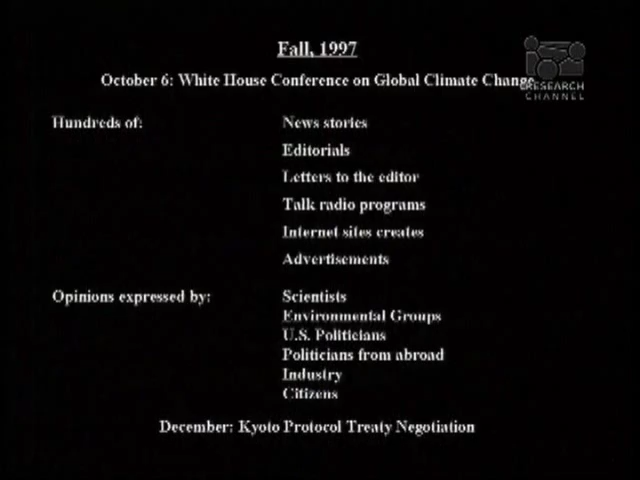 Fall, 1997
October 6: White House Conference on Global Climate Change
RESEARCH
CHANNEL
Hundreds of: News stories
Editorials
Letters to the editor
Talk radio programs
Internet sites creates
Advertisements
Opinions expressed by: Scientists
Environmental Groups
U.S. Politicians
Politicians from abroad
Industry
Citizens
December: Kyoto Protocol Treaty Negotiation